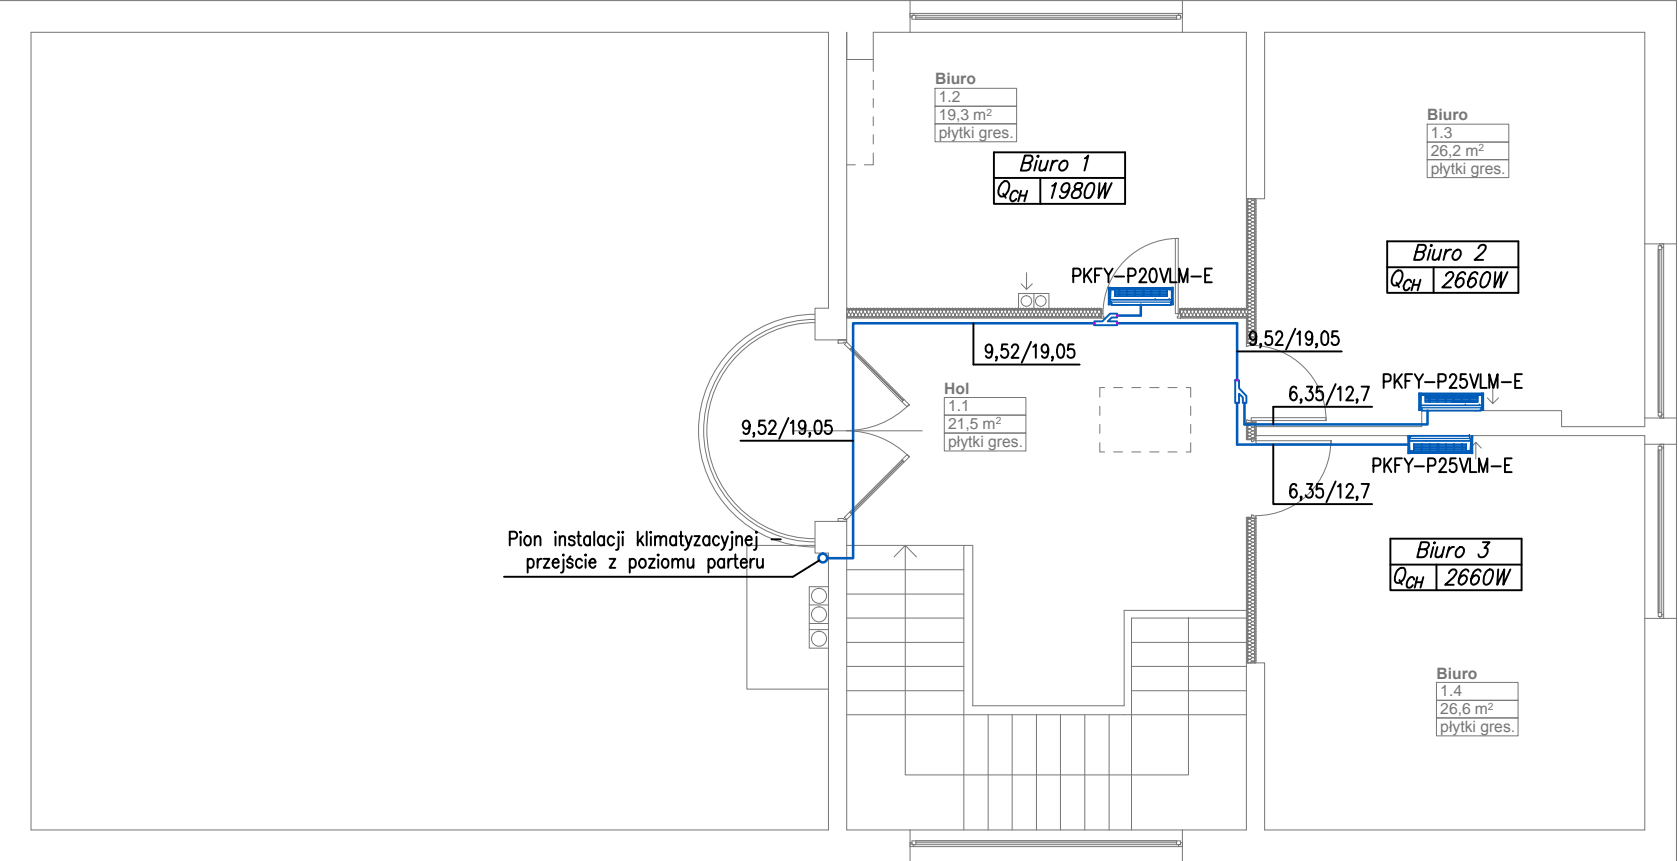 Biuro
1.2
19,3 m²
płytki gres.
Biuro 1
QCH 1980W
Biuro
1.3
26,2 m²
płytki gres.
Biuro 2
QCH 2660W
PKFY-P20VLM-E
9,52/19,05
9,52/19,05
Hol
1.1
21,5 m²
płytki gres.
6,35/12,7
PKFY-P25VLM-E
9,52/19,05
PKFY-P25VLM-E
6,35/12,7
Pion instalacji klimatyzacyjnej -
przejście z poziomu parteru
Biuro 3
QCH 2660W
Biuro
1.4
26,6 m²
płytki gres.